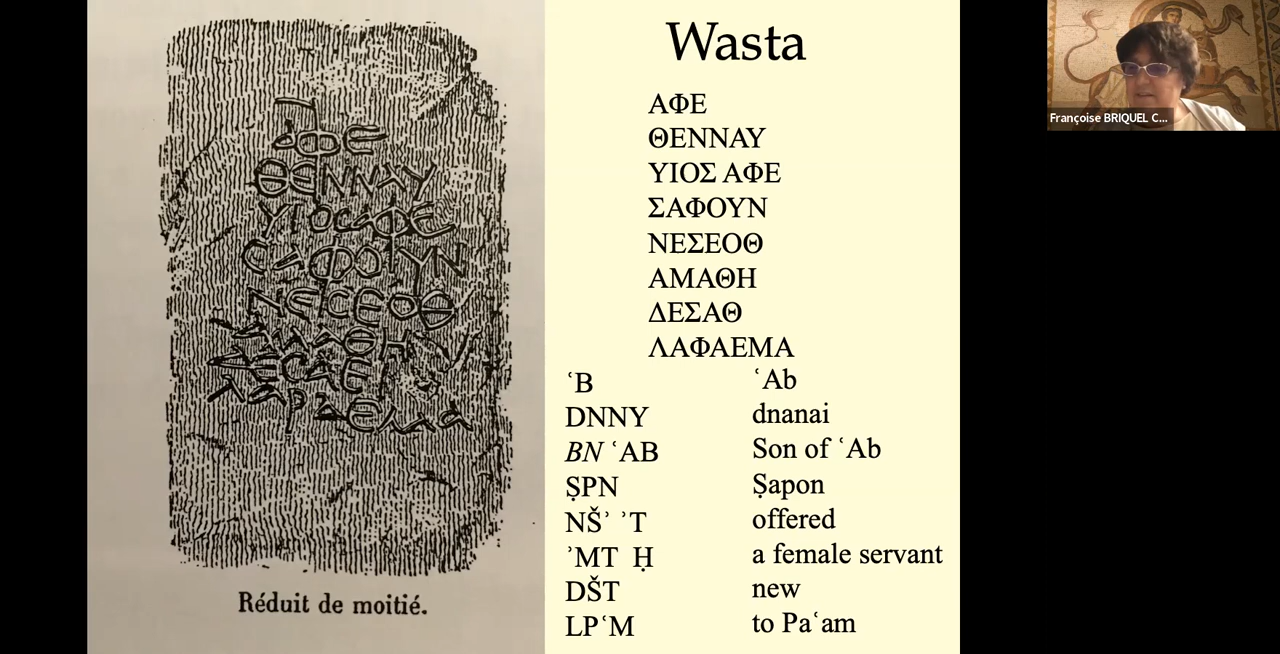 Wasta
ΑΦΕ
ΘΕΝΝΑΥ
ΥΙΟΣ ΑΦΕ
ΣΑΦΟΥΝ
ΝΕΣΕΟΘ
ΑΜΑΘΗ
ΔΕΣΑΘ
ΛΑΦΑΕΜΑ
ʿB ʿAb
DNNY dnanai
BN ʿAB Son of ʿAb
ṢPN Ṣapon
NŠʾ ʾT offered
ʾMT Ḥ a female servant
DŠT new
LPʿM to Paʿam
Réduit de moitié.
Françoise BRIQUEL C...